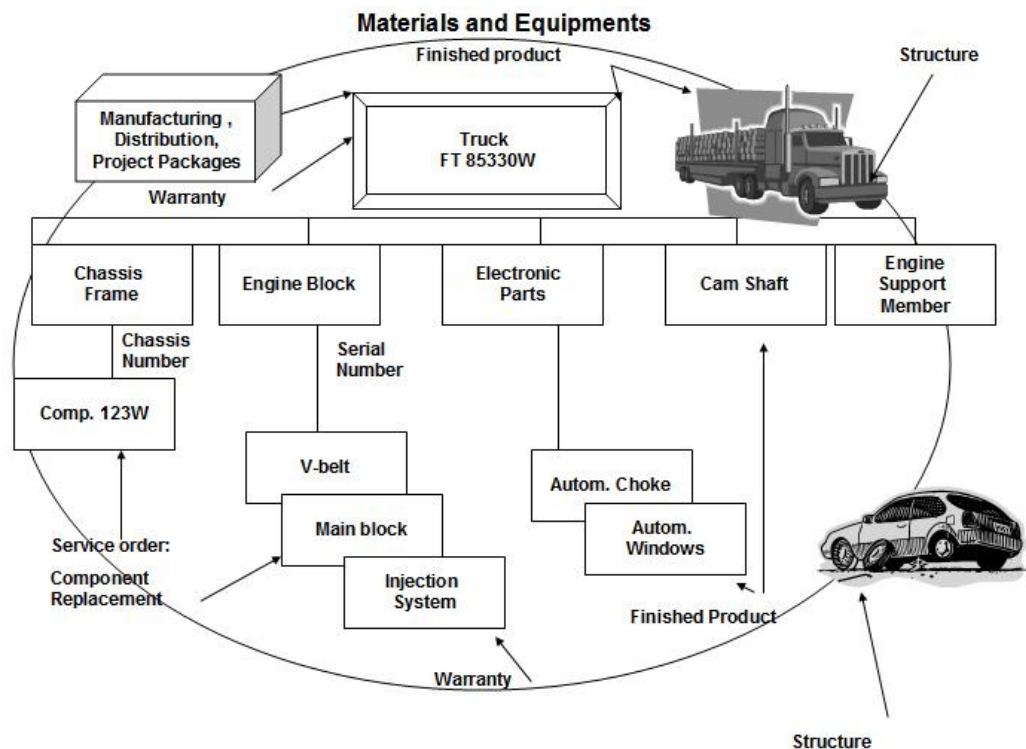 Materials and Equipments
Finished product
Structure
Manufacturing ,
Distribution,
Project Packages
Truck
FT 85330W
Warranty
Chassis
Frame
Engine Block
Electronic
Parts
Cam Shaft
Engine
Support
Member
Chassis
Number
Serial
Number
Comp. 123W
V-belt
Autom. Choke
Main block
Autom.
Windows
Service order:
Component
Replacement
Injection
System
Finished Product
Warranty
Structure